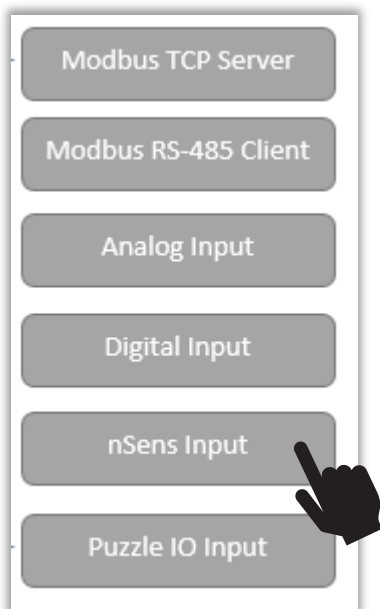 Modbus TCP Server
Modbus RS-485 Client
Analog Input
Digital Input
nSens Input
Puzzle IO Input